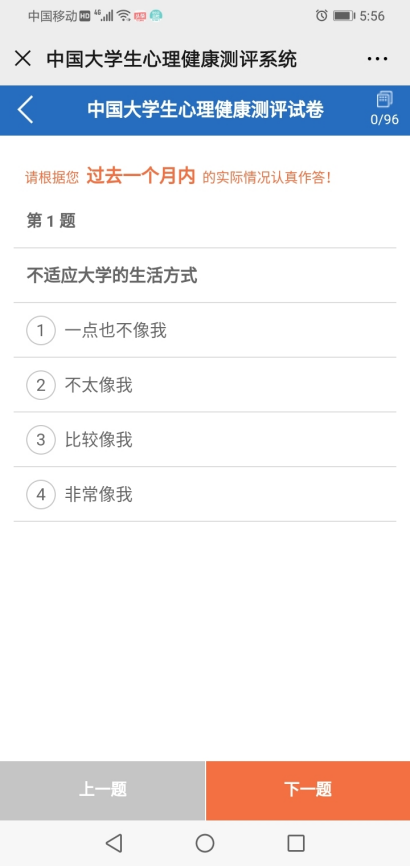 中国移动 HD 4G 5:56
中国大学生心理健康测评系统
中国大学生心理健康测评试卷
0/96
请根据您 过去一个月内 的实际情况认真作答!
第 1 题
不适应大学的生活方式
1 一点也不像我
2 不太像我
3 比较像我
4 非常像我
上一题 下一题